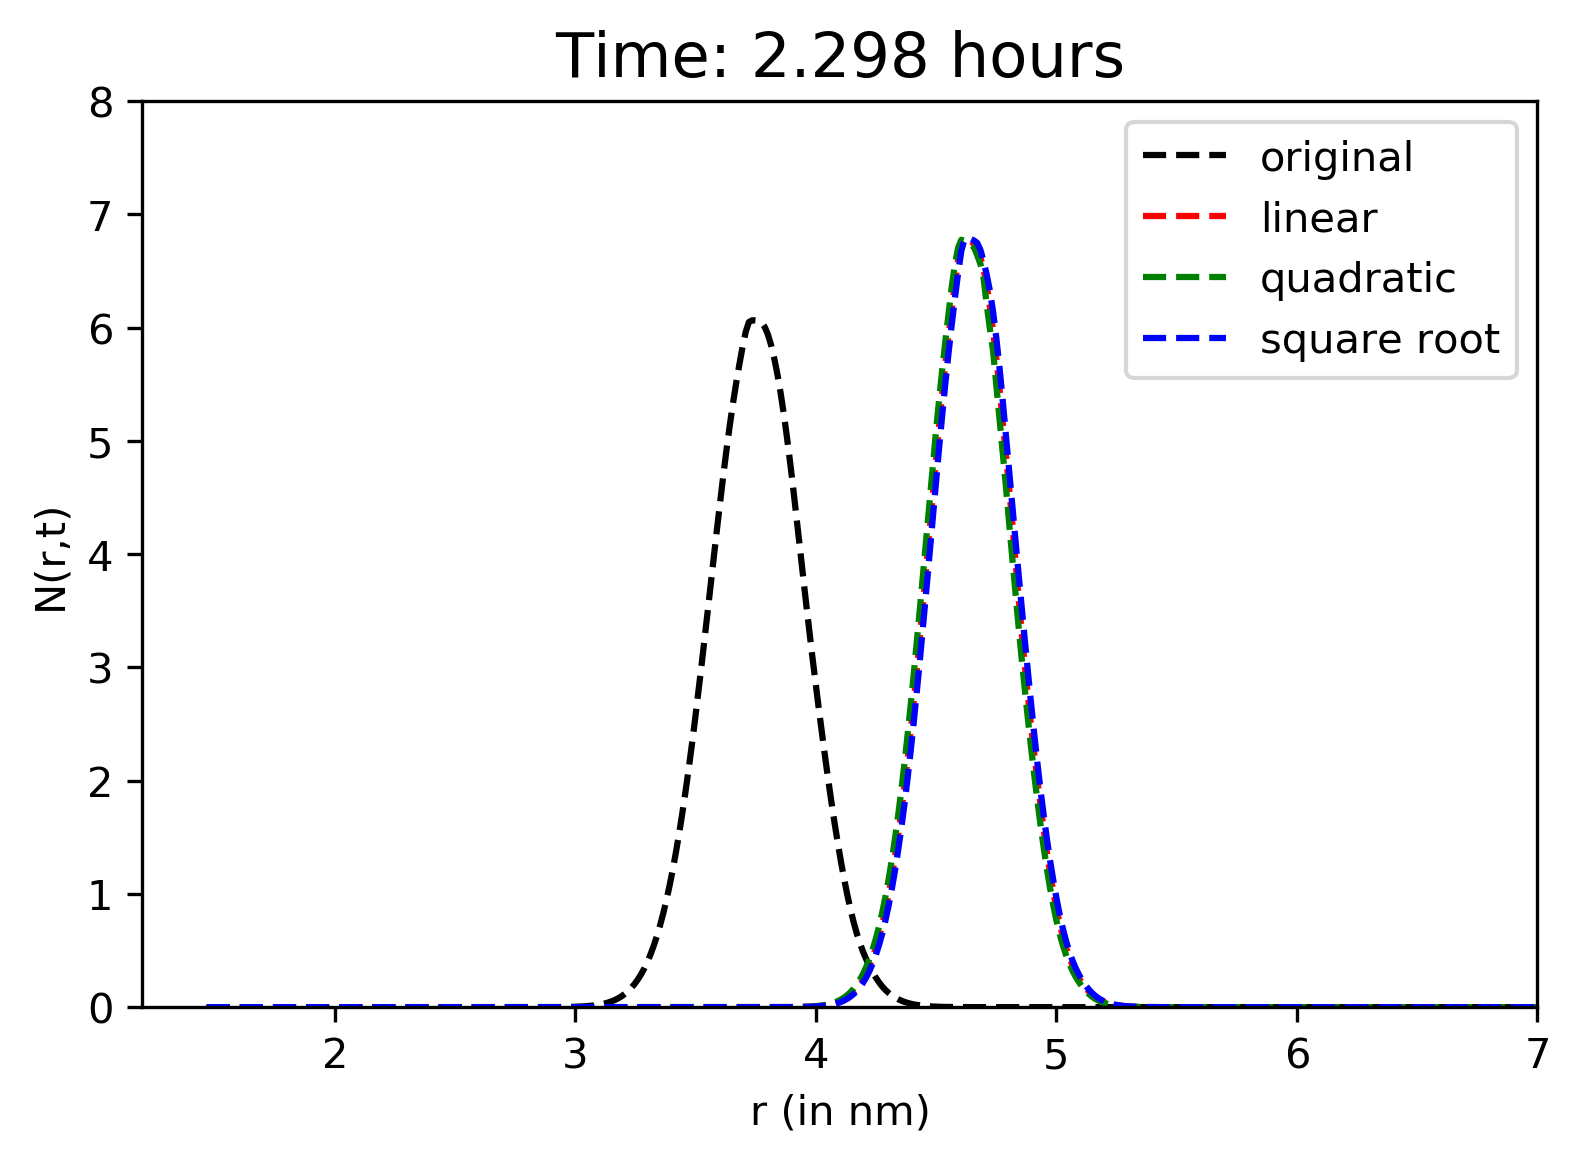 Time: 2.298 hours
8
7
6
5
4
3
2
1
0
N(r,t)
original
linear
quadratic
square root
2 3 4 5 6 7
r (in nm)